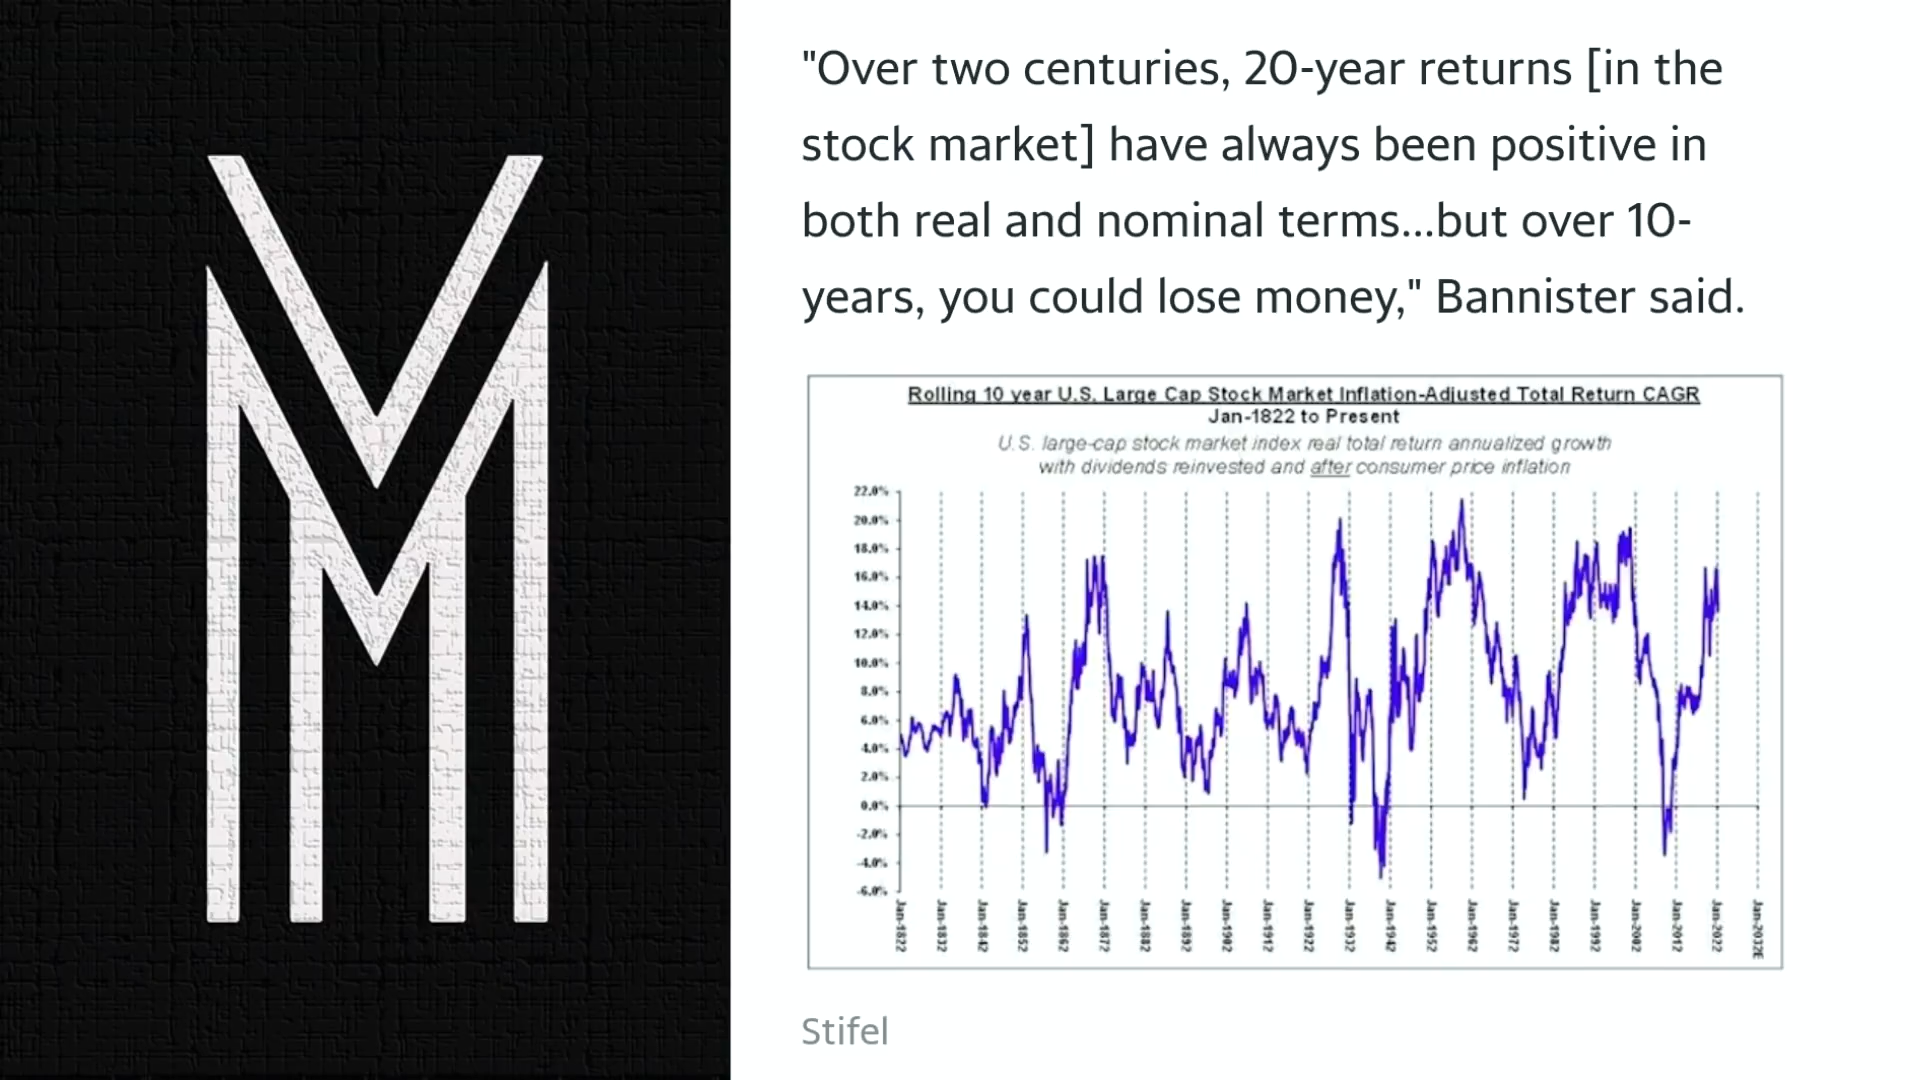 "Over two centuries, 20-year returns [in the
stock market] have always been positive in
both real and nominal terms...but over 10-
years, you could lose money," Bannister said.
Rolling 10 year U.S. Large Cap Stock Market Inflation-Adjusted Total Return CAGR
Jan-1822 to Present
U.S. large-cap stock market index real total return annualized growth
with dividends reinvested and after consumer price inflation
22.0%
20.0%
18.0%
16.0%
14.0%
12.0%
10.0%
8.0%
6.0%
4.0%
2.0%
0.0%
-2.0%
-4.0%
-6.0%
Jan-1822
Jan-1832
Jan-1842
Jan-1852
Jan-1862
Jan-1872
Jan-1882
Jan-1892
Jan-1902
Jan-1912
Jan-1922
Jan-1932
Jan-1942
Jan-1952
Jan-1962
Jan-1972
Jan-1982
Jan-1992
Jan-2002
Jan-2012
Jan-2022
Jan-2032E
Stifel